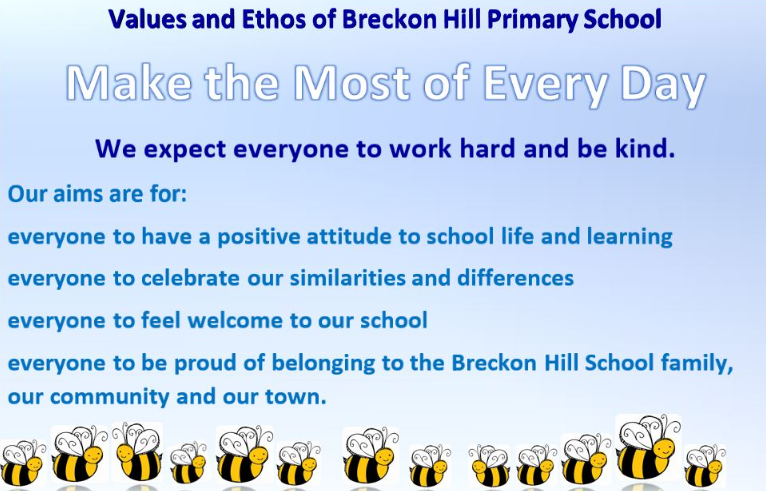 Values and Ethos of Breckon Hill Primary School
Make the Most of Every Day
We expect everyone to work hard and be kind.
Our aims are for:
everyone to have a positive attitude to school life and learning
everyone to celebrate our similarities and differences
everyone to feel welcome to our school
everyone to be proud of belonging to the Breckon Hill School family,
our community and our town.